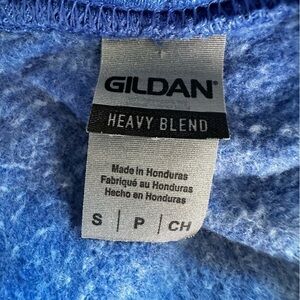 GILDAN®
HEAVY BLEND
Made in Honduras
Fabriqué au Honduras
Hecho en Honduras
S | P | CH